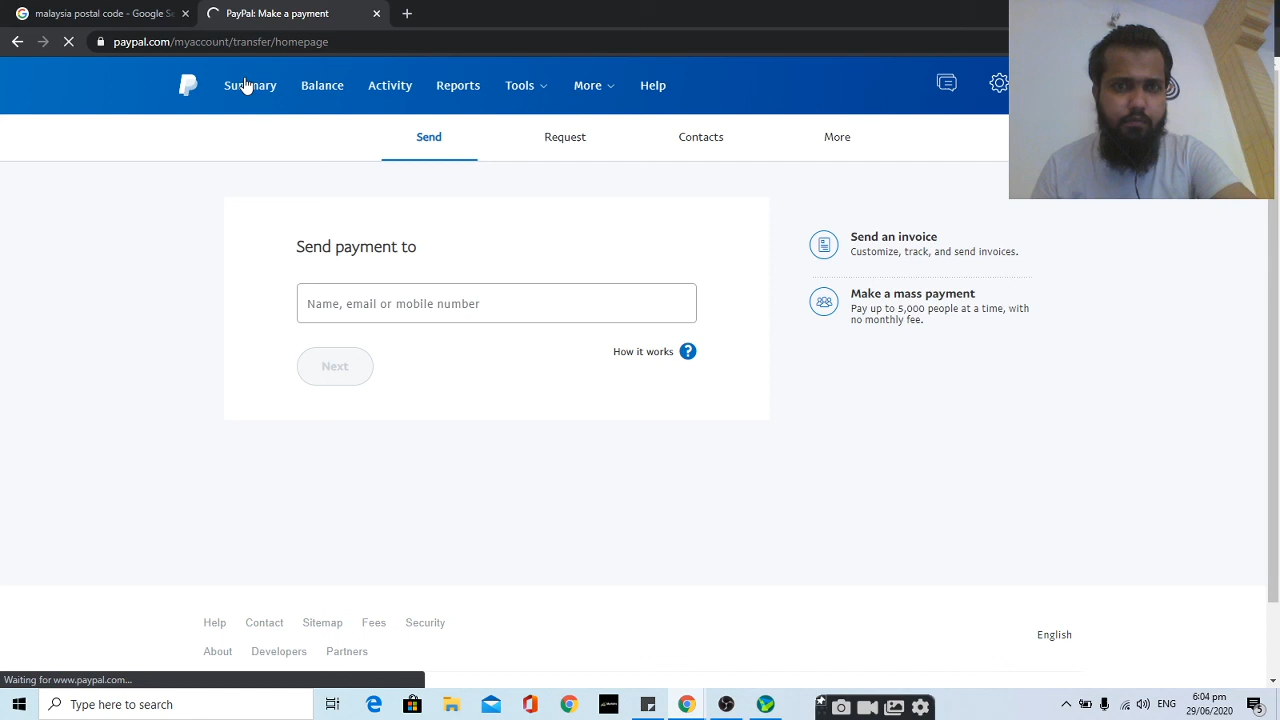 malaysia postal code - Google Se
PayPal: Make a payment
paypal.com/myaccount/transfer/homepage
Summary Balance Activity Reports Tools More Help
Send Request Contacts More
Send payment to
Name, email or mobile number
How it works ?
Next
Send an invoice
Customize, track, and send invoices.
Make a mass payment
Pay up to 5,000 people at a time, with
no monthly fee.
Help Contact Sitemap Fees Security
English
About Developers Partners
Waiting for www.paypal.com...
Type here to search
ENG
6:04 pm
29/06/2020
5